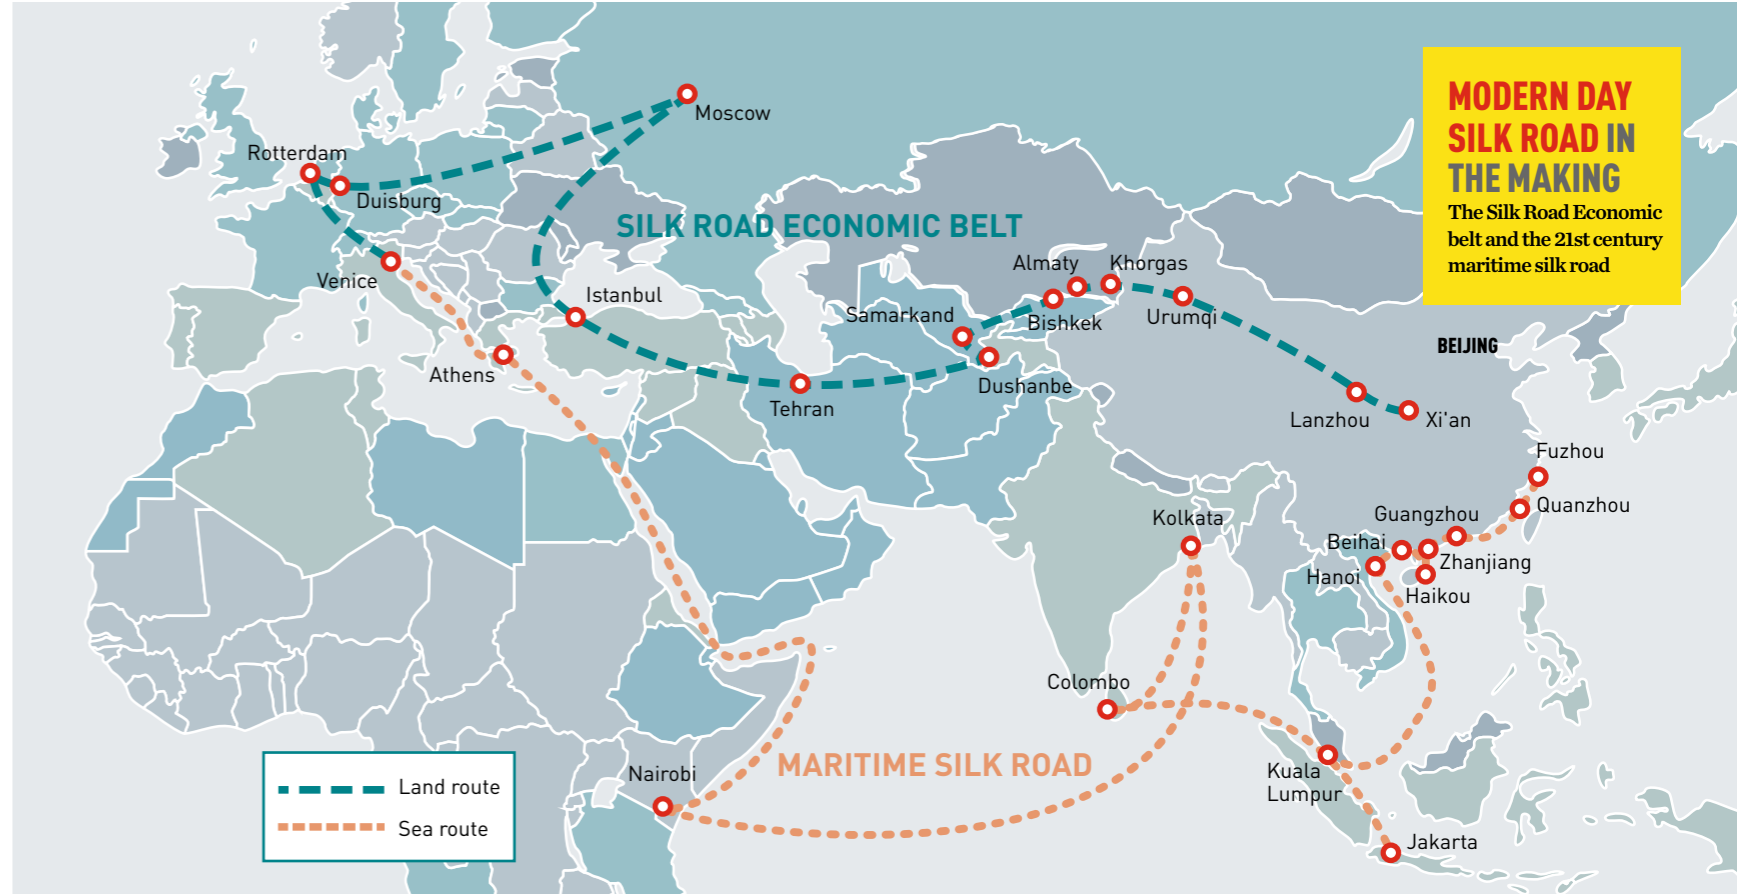 MODERN DAY
SILK ROAD IN
THE MAKING
The Silk Road Economic
belt and the 21st century
maritime silk road
Moscow
Rotterdam
Duisburg
SILK ROAD ECONOMIC BELT
Venice
Istanbul
Almaty
Khorgas
Samarkand
Bishkek
Urumqi
BEIJING
Athens
Tehran
Dushanbe
Lanzhou
Xi'an
Fuzhou
Quanzhou
Guangzhou
Kolkata
Beihai
Zhanjiang
Hanoi
Haikou
Colombo
MARITIME SILK ROAD
Nairobi
Kuala
Lumpur
Jakarta
Land route
Sea route